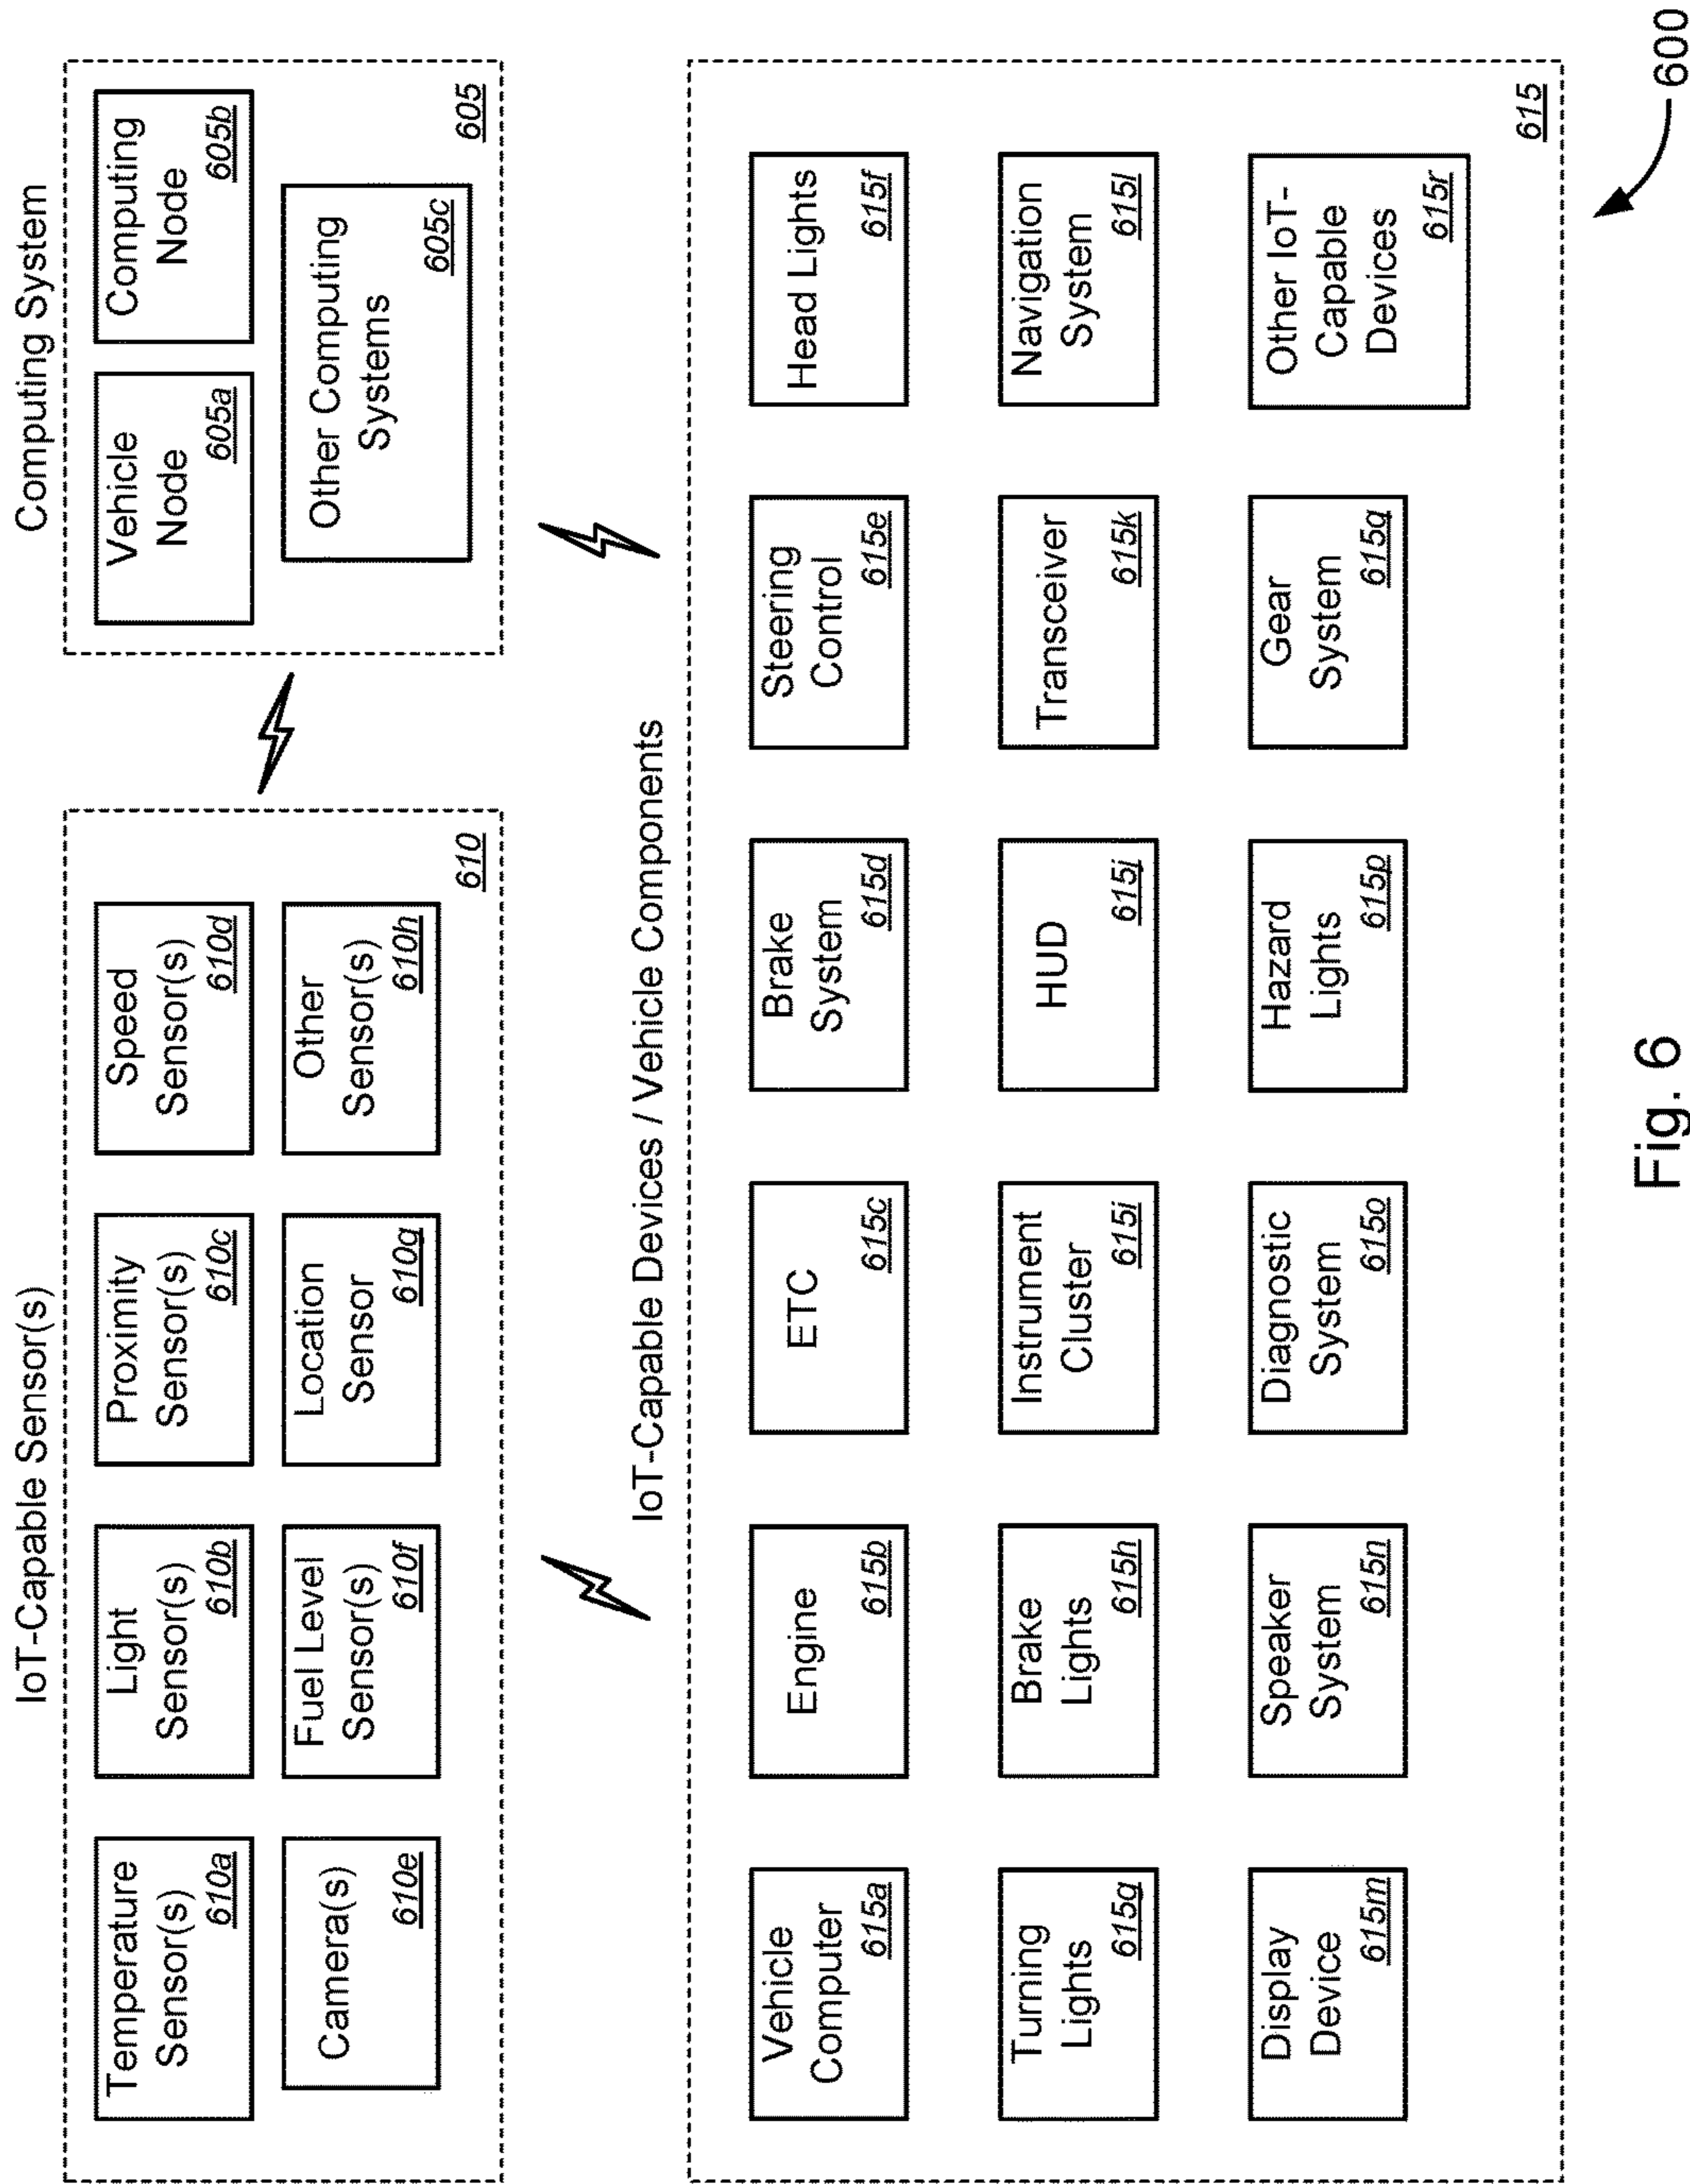 IoT-Capable Sensor(s)
Temperature
Sensor(s)
610a
Light
Sensor(s)
610b
Proximity
Sensor(s)
610c
Speed
Sensor(s)
610d
Camera(s)
610e
Fuel Level
Sensor(s)
610f
Location
Sensor
610g
Other
Sensor(s)
610h
610
Computing System
Vehicle
Node
605a
Computing
Node
605b
Other Computing
Systems
605c
605
IoT-Capable Devices / Vehicle Components
Vehicle
Computer
615a
Engine
615b
ETC
615c
Brake
System
615d
Steering
Control
615e
Head Lights
615f
Turning
Lights
615g
Brake
Lights
615h
Instrument
Cluster
615i
HUD
615j
Transceiver
615k
Navigation
System
615l
Display
Device
615m
Speaker
System
615n
Diagnostic
System
615o
Hazard
Lights
615p
Gear
System
615q
Other IoT-
Capable
Devices
615r
615
600
Fig. 6